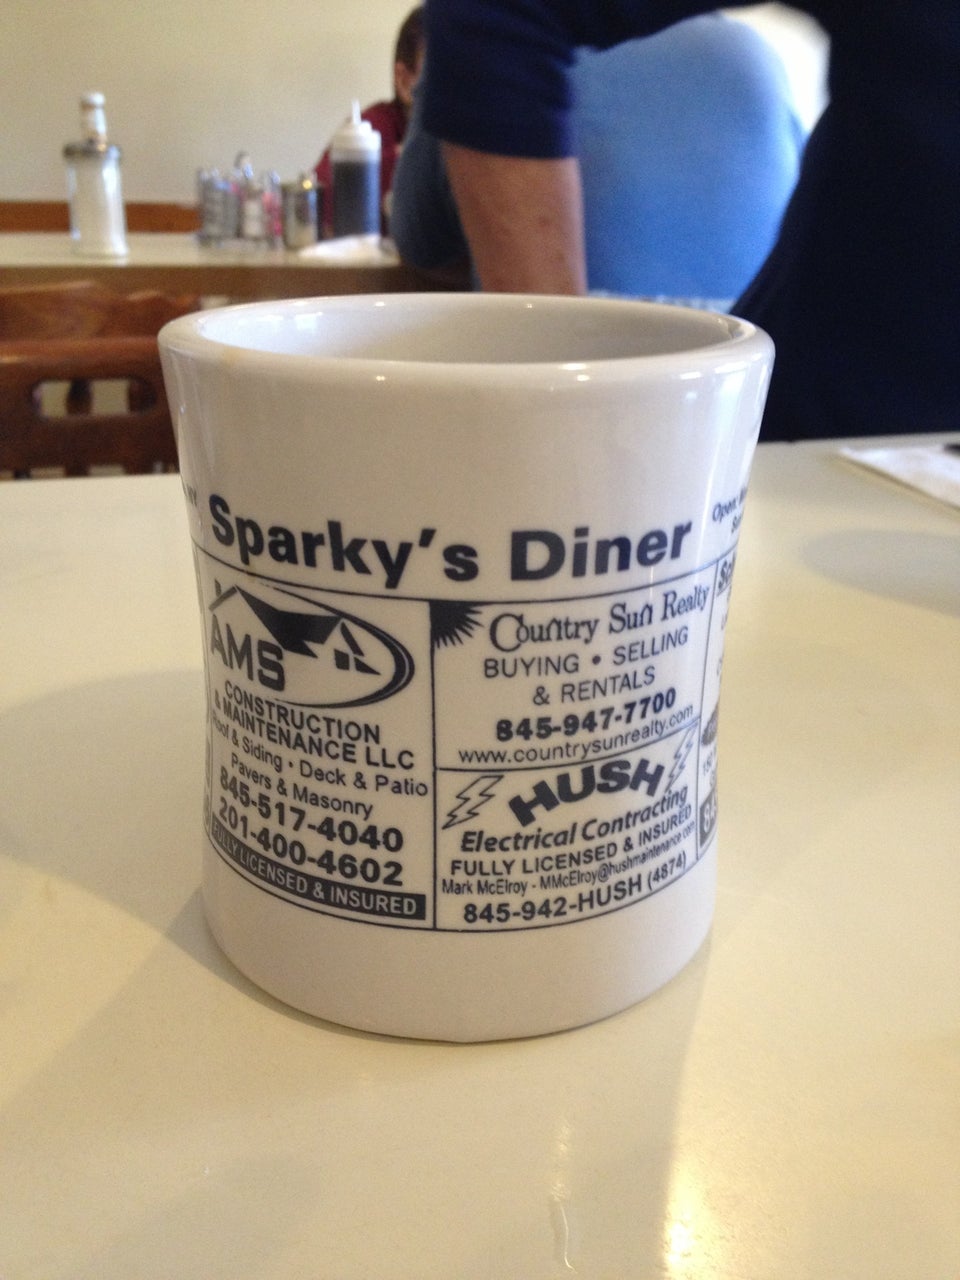 Sparky's Diner
AMS
CONSTRUCTION
& MAINTENANCE LLC
Roof & Siding • Deck & Patio
Pavers & Masonry
845-517-4040
201-400-4602
FULLY LICENSED & INSURED
Country Sun Realty
BUYING • SELLING
& RENTALS
845-947-7700
www.countrysunrealty.com
HUSH
Electrical Contracting
FULLY LICENSED & INSURED
Mark McElroy - MMcElroy@hushmaintenance.com
845-942-HUSH (4874)
Open: